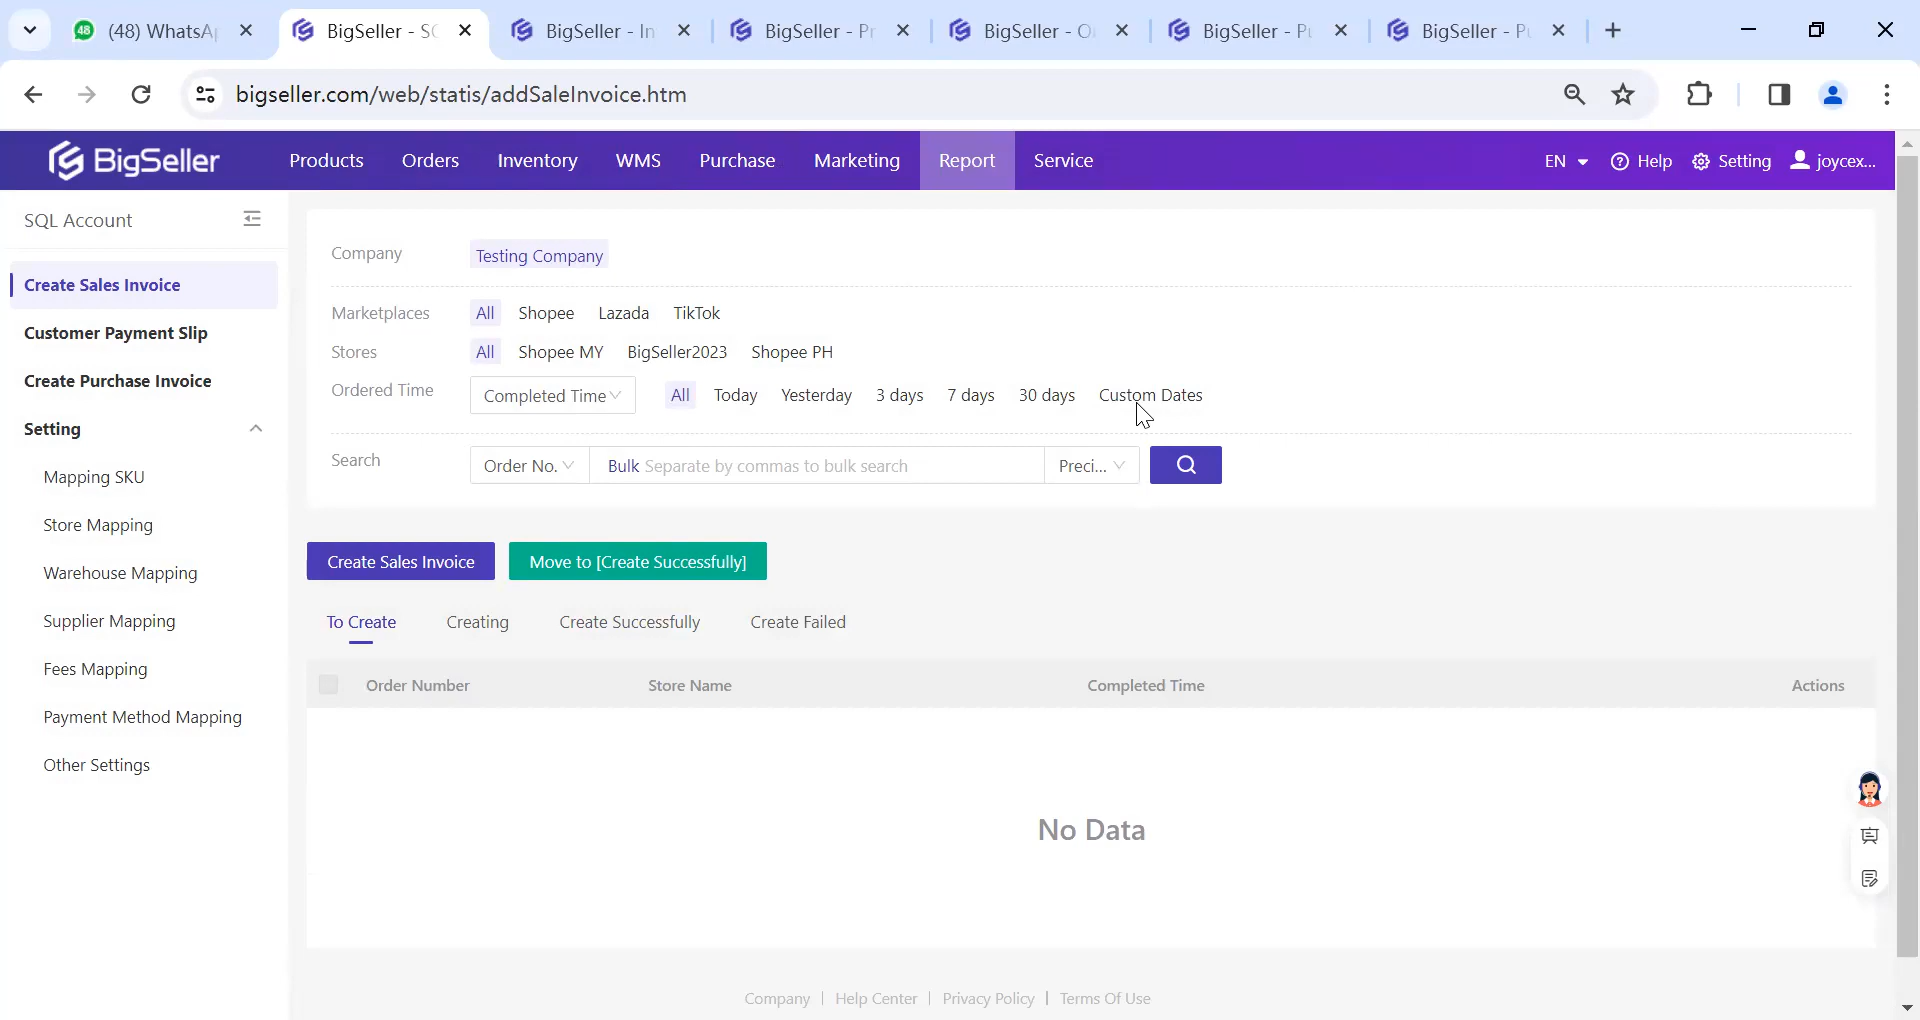 48 (48) WhatsA
BigSeller - S
BigSeller - In
BigSeller - Pr
BigSeller - O
BigSeller - Pu
BigSeller - Pu
bigseller.com/web/statis/addSaleInvoice.htm
BigSeller Products Orders Inventory WMS Purchase Marketing Report Service EN Help Setting joycex...
SQL Account
Create Sales Invoice
Customer Payment Slip
Create Purchase Invoice
Setting
Mapping SKU
Store Mapping
Warehouse Mapping
Supplier Mapping
Fees Mapping
Payment Method Mapping
Other Settings
Company Testing Company
Marketplaces All Shopee Lazada TikTok
Stores All Shopee MY BigSeller2023 Shopee PH
Ordered Time Completed Time All Today Yesterday 3 days 7 days 30 days Custom Dates
Search Order No. Bulk Separate by commas to bulk search Preci...
Create Sales Invoice Move to [Create Successfully]
To Create Creating Create Successfully Create Failed
Order Number Store Name Completed Time Actions
No Data
Company | Help Center | Privacy Policy | Terms Of Use